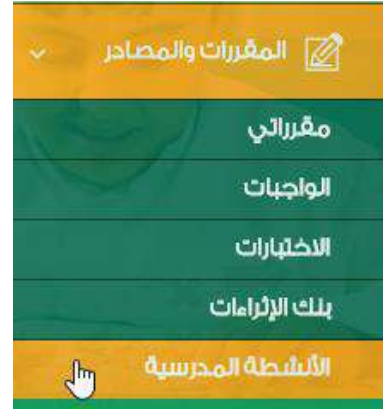 المقررات والمصادر
مقرراتي
الواجبات
الاختبارات
بنك الإثراءات
الأنشطة المدرسية